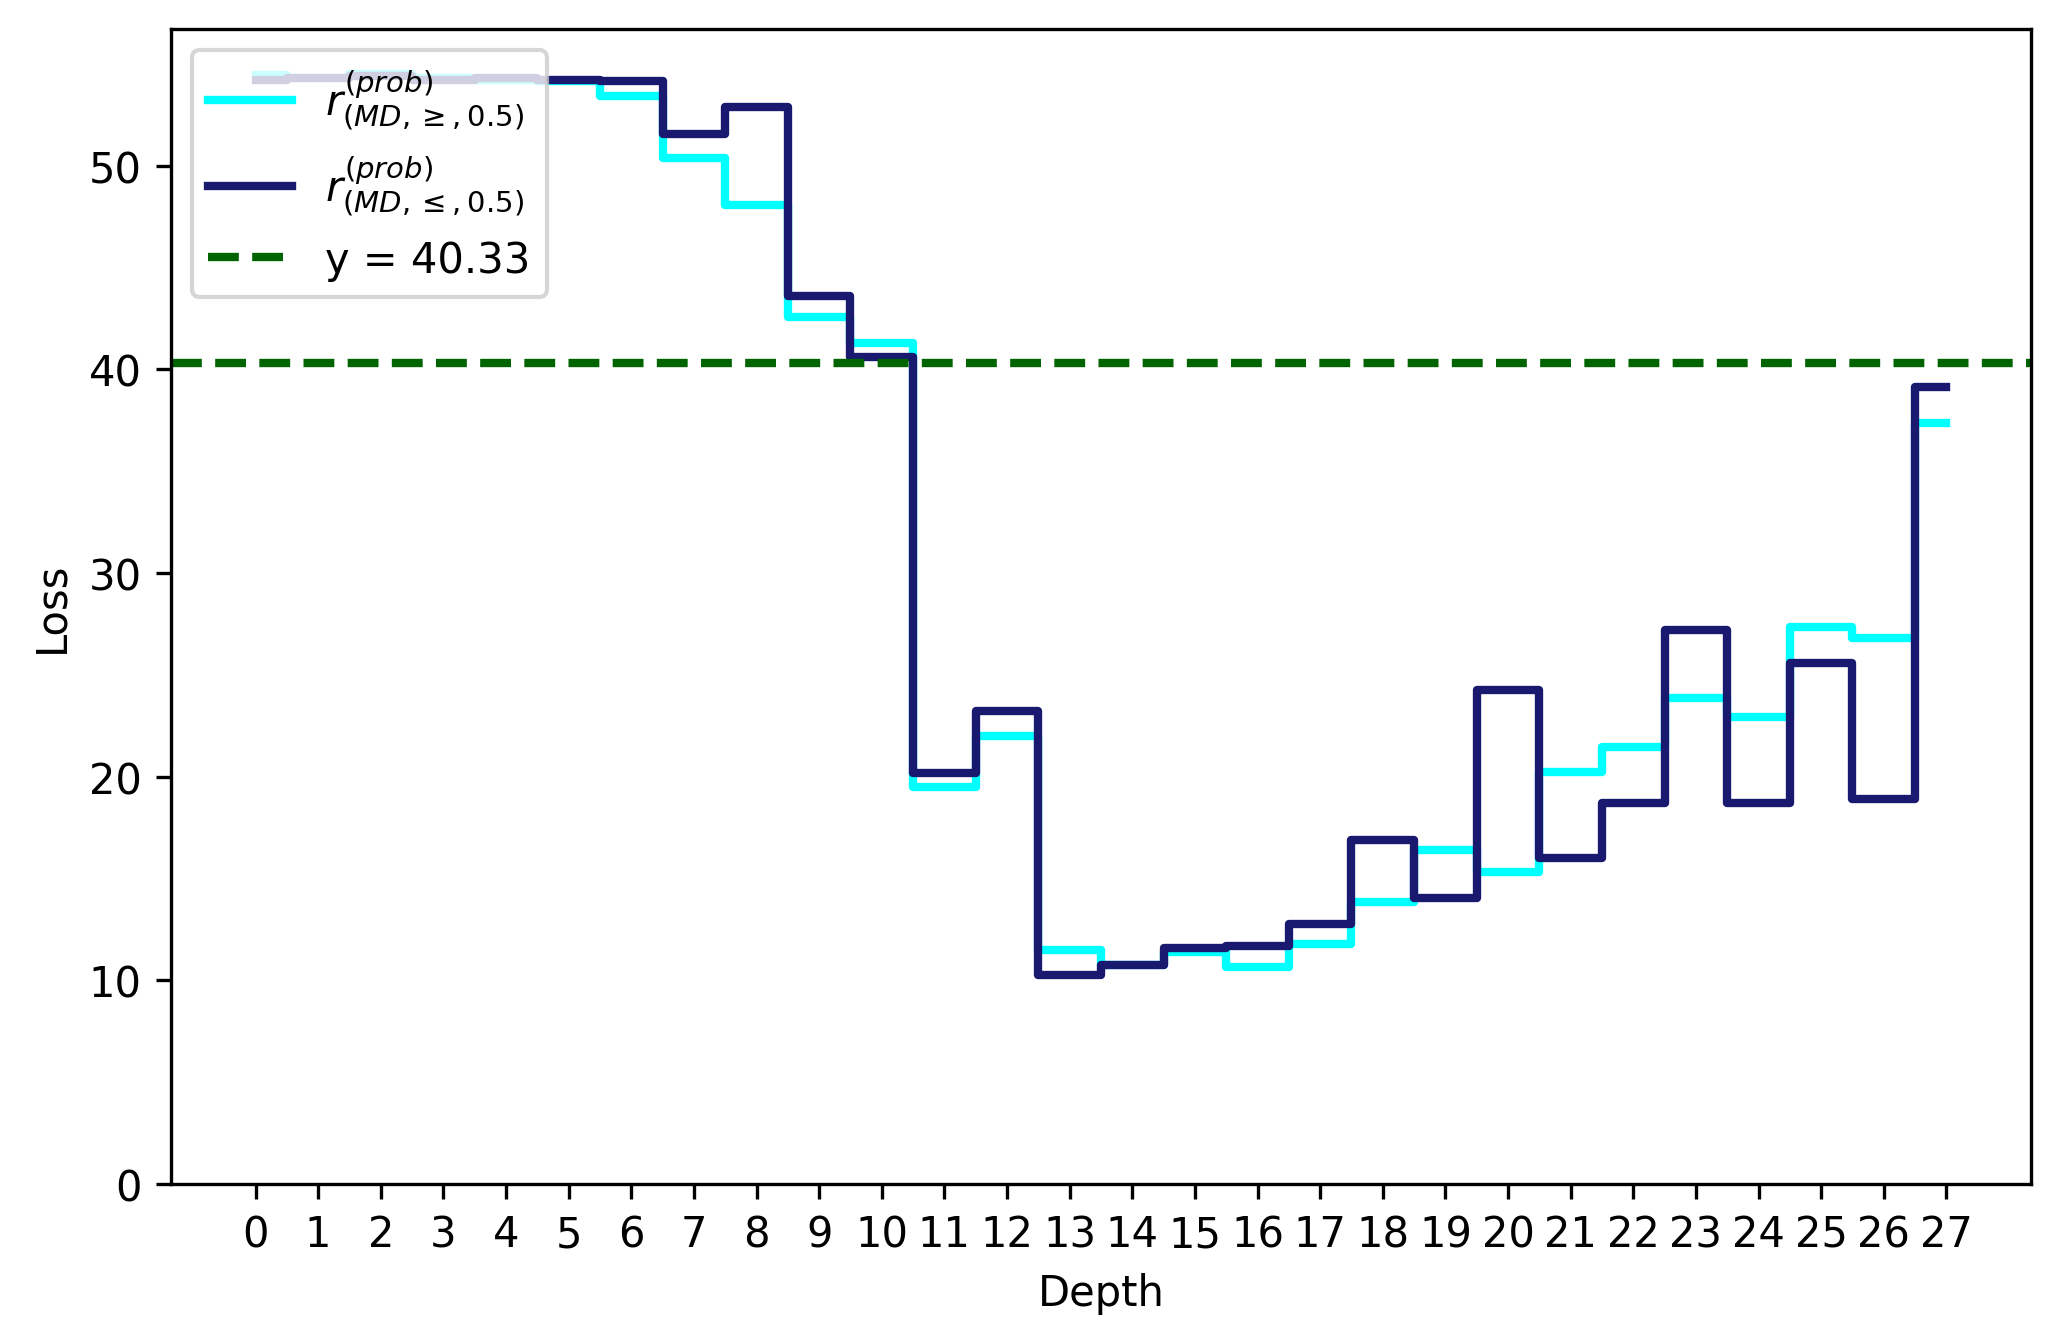 r^{(prob)}_{(MD, ≥, 0.5)}
r^{(prob)}_{(MD, ≤, 0.5)}
y = 40.33
50
40
30
20
10
0
Loss
0 1 2 3 4 5 6 7 8 9 10 11 12 13 14 15 16 17 18 19 20 21 22 23 24 25 26 27
Depth